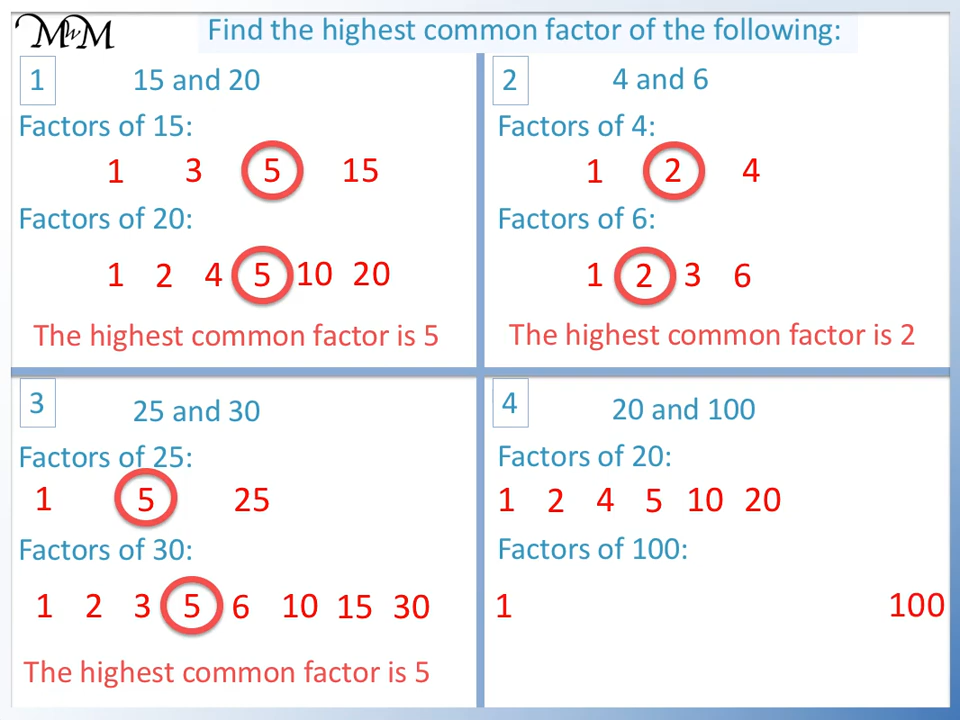 MwM
Find the highest common factor of the following:
1
15 and 20
Factors of 15:
1 3 5 15
Factors of 20:
1 2 4 5 10 20
The highest common factor is 5
2
4 and 6
Factors of 4:
1 2 4
Factors of 6:
1 2 3 6
The highest common factor is 2
3
25 and 30
Factors of 25:
1 5 25
Factors of 30:
1 2 3 5 6 10 15 30
The highest common factor is 5
4
20 and 100
Factors of 20:
1 2 4 5 10 20
Factors of 100:
1 100